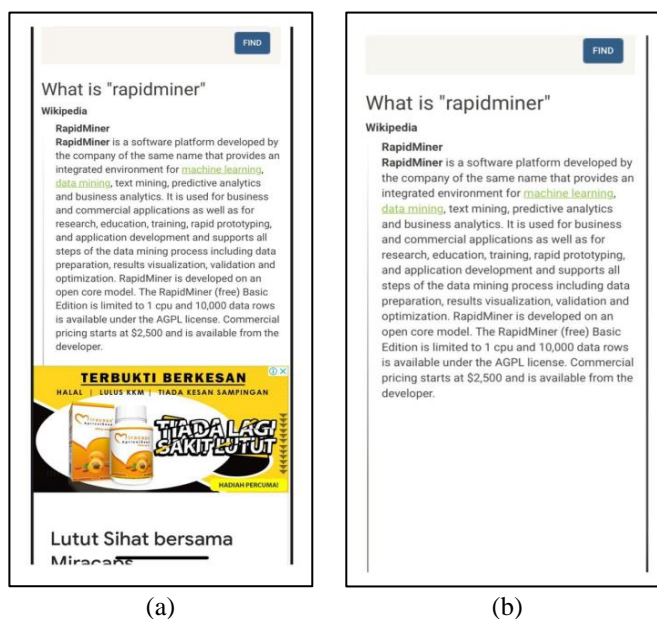 FIND
What is "rapidminer"
Wikipedia
RapidMiner
RapidMiner is a software platform developed by
the company of the same name that provides an
integrated environment for machine learning,
data mining, text mining, predictive analytics
and business analytics. It is used for business
and commercial applications as well as for
research, education, training, rapid prototyping,
and application development and supports all
steps of the data mining process including data
preparation, results visualization, validation and
optimization. RapidMiner is developed on an
open core model. The RapidMiner (free) Basic
Edition is limited to 1 cpu and 10,000 data rows
is available under the AGPL license. Commercial
pricing starts at $2,500 and is available from the
developer.
TERBUKTI BERKESAN
HALAL | LULUS KKM | TIADA KESAN SAMPINGAN
TIADA LAGI
SAKIT LUTUT
HADIAH PERCUMA!
Lutut Sihat bersama
Miracaps
(a)
FIND
What is "rapidminer"
Wikipedia
RapidMiner
RapidMiner is a software platform developed by
the company of the same name that provides an
integrated environment for machine learning,
data mining, text mining, predictive analytics
and business analytics. It is used for business
and commercial applications as well as for
research, education, training, rapid prototyping,
and application development and supports all
steps of the data mining process including data
preparation, results visualization, validation and
optimization. RapidMiner is developed on an
open core model. The RapidMiner (free) Basic
Edition is limited to 1 cpu and 10,000 data rows
is available under the AGPL license. Commercial
pricing starts at $2,500 and is available from the
developer.
(b)